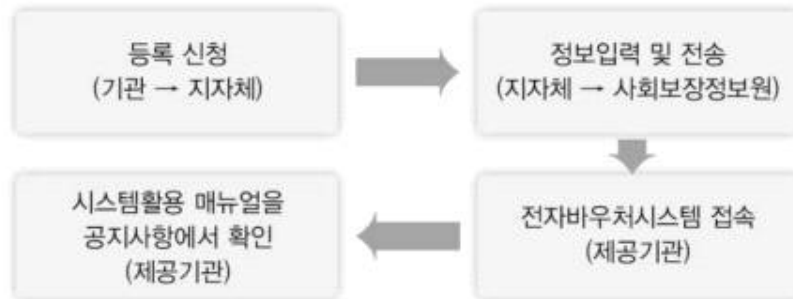 등록 신청
(기관 → 지자체)
정보입력 및 전송
(지자체 → 사회보장정보원)
전자바우처시스템 접속
(제공기관)
시스템활용 매뉴얼을
공지사항에서 확인
(제공기관)